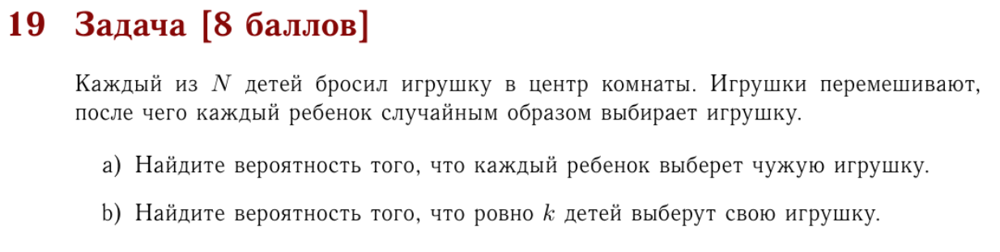 19 Задача [8 баллов]
Каждый из N детей бросил игрушку в центр комнаты. Игрушки перемешивают,
после чего каждый ребенок случайным образом выбирает игрушку.
a) Найдите вероятность того, что каждый ребенок выберет чужую игрушку.
b) Найдите вероятность того, что ровно k детей выберут свою игрушку.